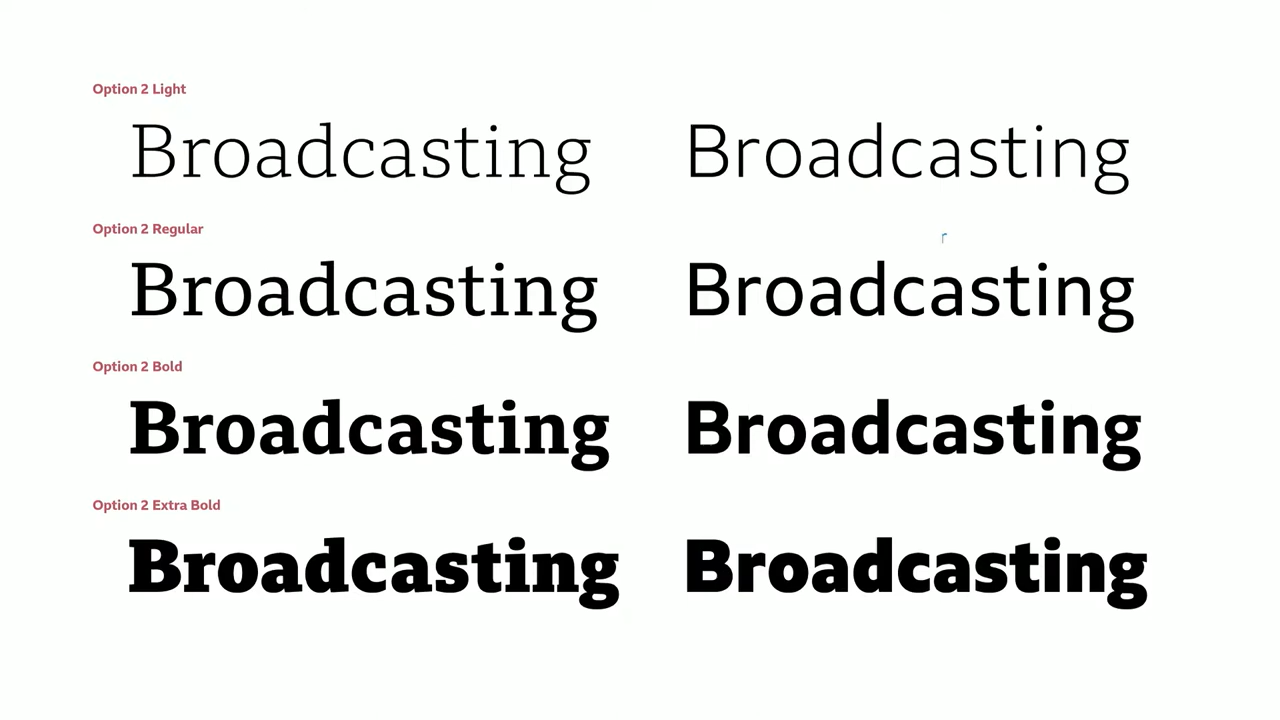 Option 2 Light
Broadcasting Broadcasting
Option 2 Regular
Broadcasting Broadcasting
Option 2 Bold
Broadcasting Broadcasting
Option 2 Extra Bold
Broadcasting Broadcasting